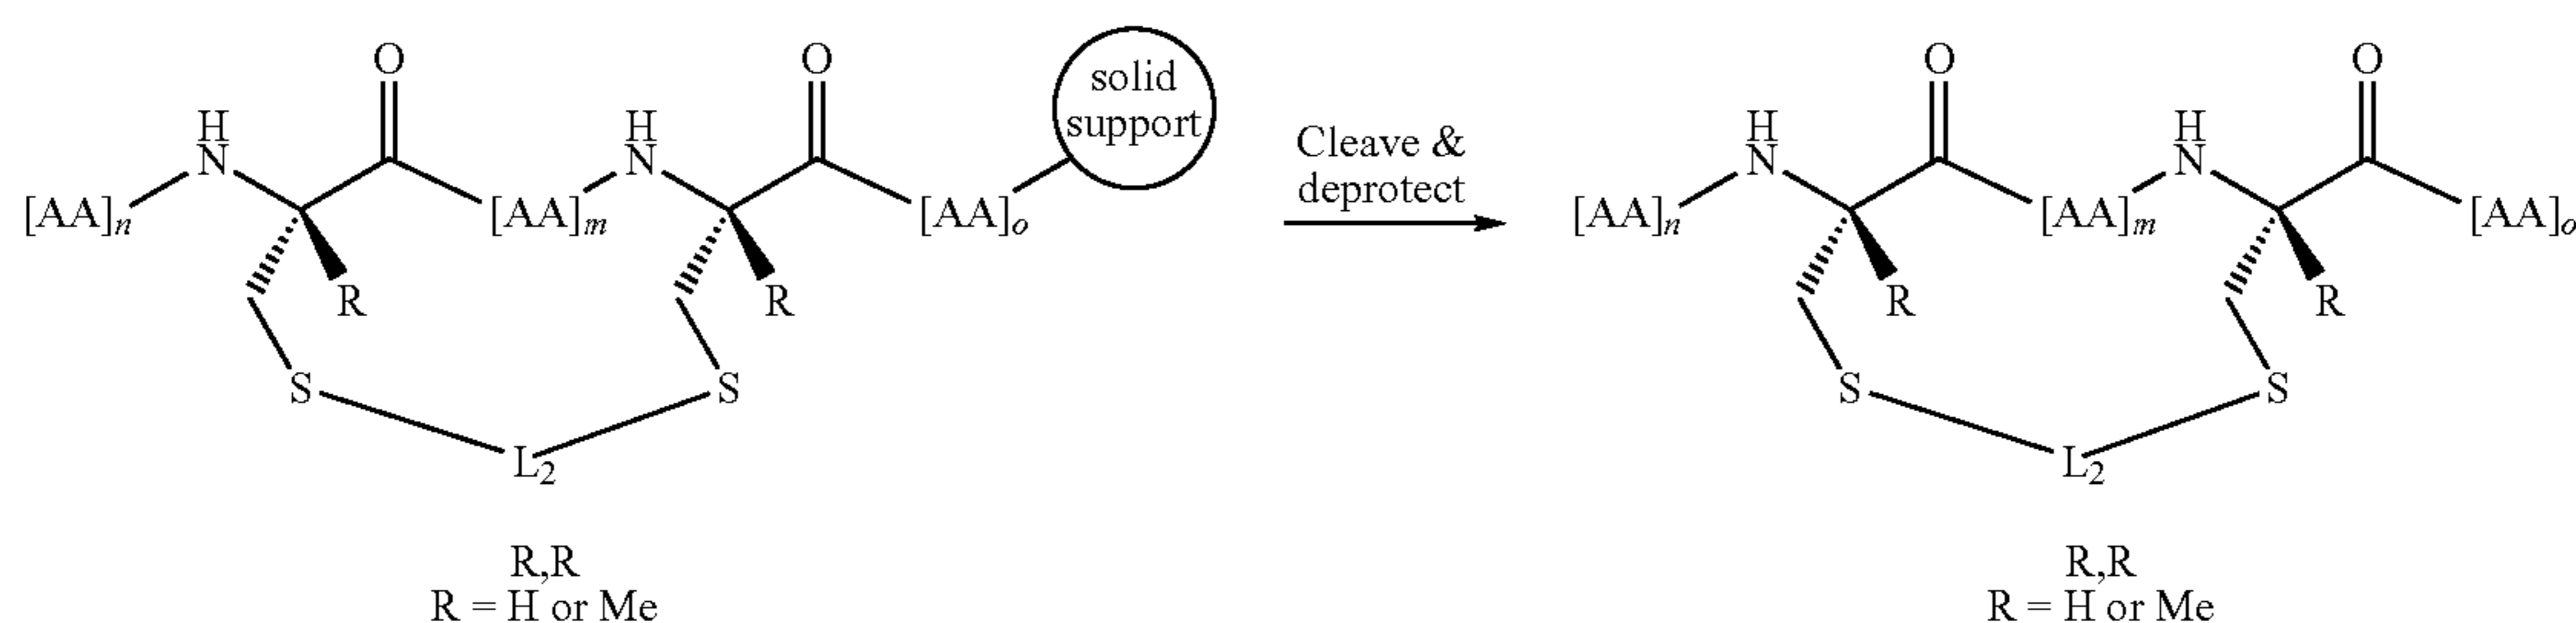 O
O
solid
support
H
N
H
N
[AA]n
[AA]m
[AA]o
R
R
S
S
L2
R,R
R = H or Me
Cleave &
deprotect
O
O
H
N
H
N
[AA]n
[AA]m
[AA]o
R
R
S
S
L2
R,R
R = H or Me